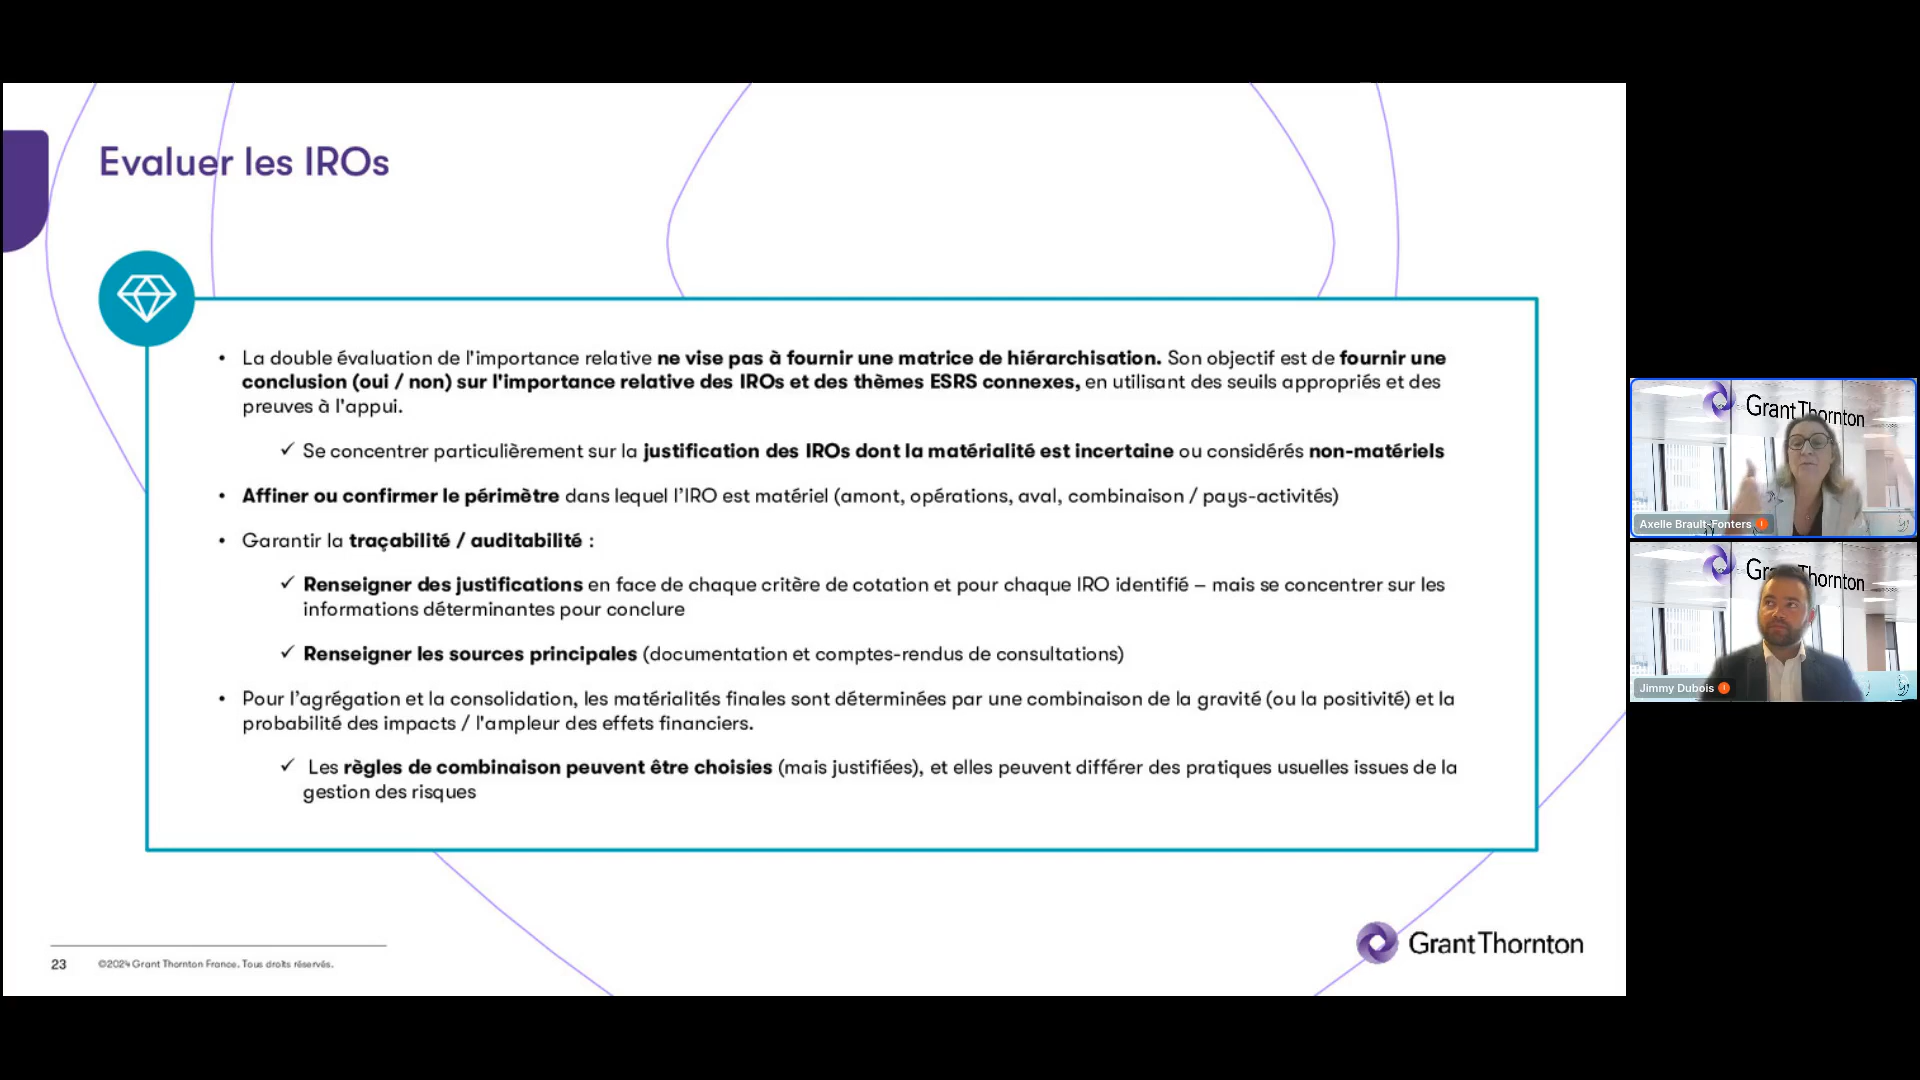 Evaluer les IROs
• La double évaluation de l'importance relative ne vise pas à fournir une matrice de hiérarchisation. Son objectif est de fournir une
conclusion (oui / non) sur l'importance relative des IROs et des thèmes ESRS connexes, en utilisant des seuils appropriés et des
preuves à l'appui.
✓ Se concentrer particulièrement sur la justification des IROs dont la matérialité est incertaine ou considérés non-matériels
• Affiner ou confirmer le périmètre dans lequel l’IRO est matériel (amont, opérations, aval, combinaison / pays-activités)
• Garantir la traçabilité / auditabilité :
✓ Renseigner des justifications en face de chaque critère de cotation et pour chaque IRO identifié – mais se concentrer sur les
informations déterminantes pour conclure
✓ Renseigner les sources principales (documentation et comptes-rendus de consultations)
• Pour l’agrégation et la consolidation, les matérialités finales sont déterminées par une combinaison de la gravité (ou la positivité) et la
probabilité des impacts / l'ampleur des effets financiers.
✓ Les règles de combinaison peuvent être choisies (mais justifiées), et elles peuvent différer des pratiques usuelles issues de la
gestion des risques
23 ©2024 Grant Thornton France. Tous droits réservés.
Grant Thornton
Grant Thornton
Axelle Brault-Fonters
Grant Thornton
Jimmy Dubois